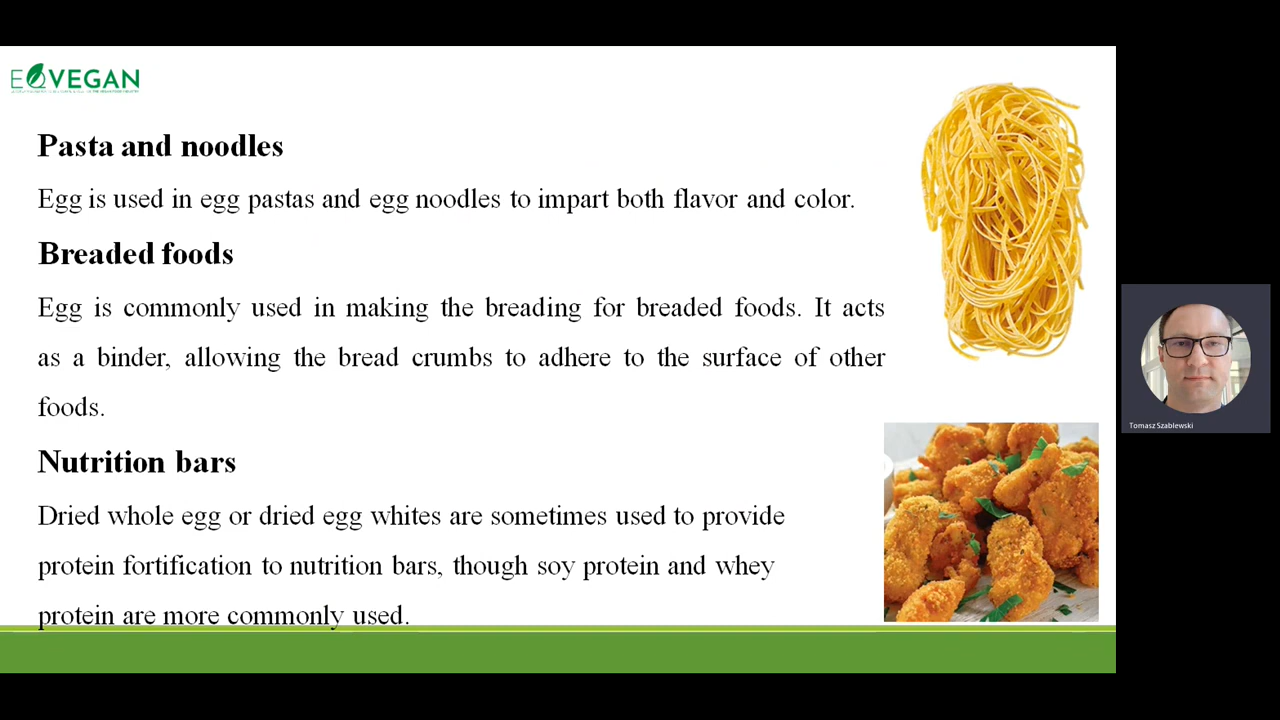 EQVEGAN
Pasta and noodles
Egg is used in egg pastas and egg noodles to impart both flavor and color.
Breaded foods
Egg is commonly used in making the breading for breaded foods. It acts
as a binder, allowing the bread crumbs to adhere to the surface of other
foods.
Nutrition bars
Dried whole egg or dried egg whites are sometimes used to provide
protein fortification to nutrition bars, though soy protein and whey
protein are more commonly used.
Tomasz Szablewski